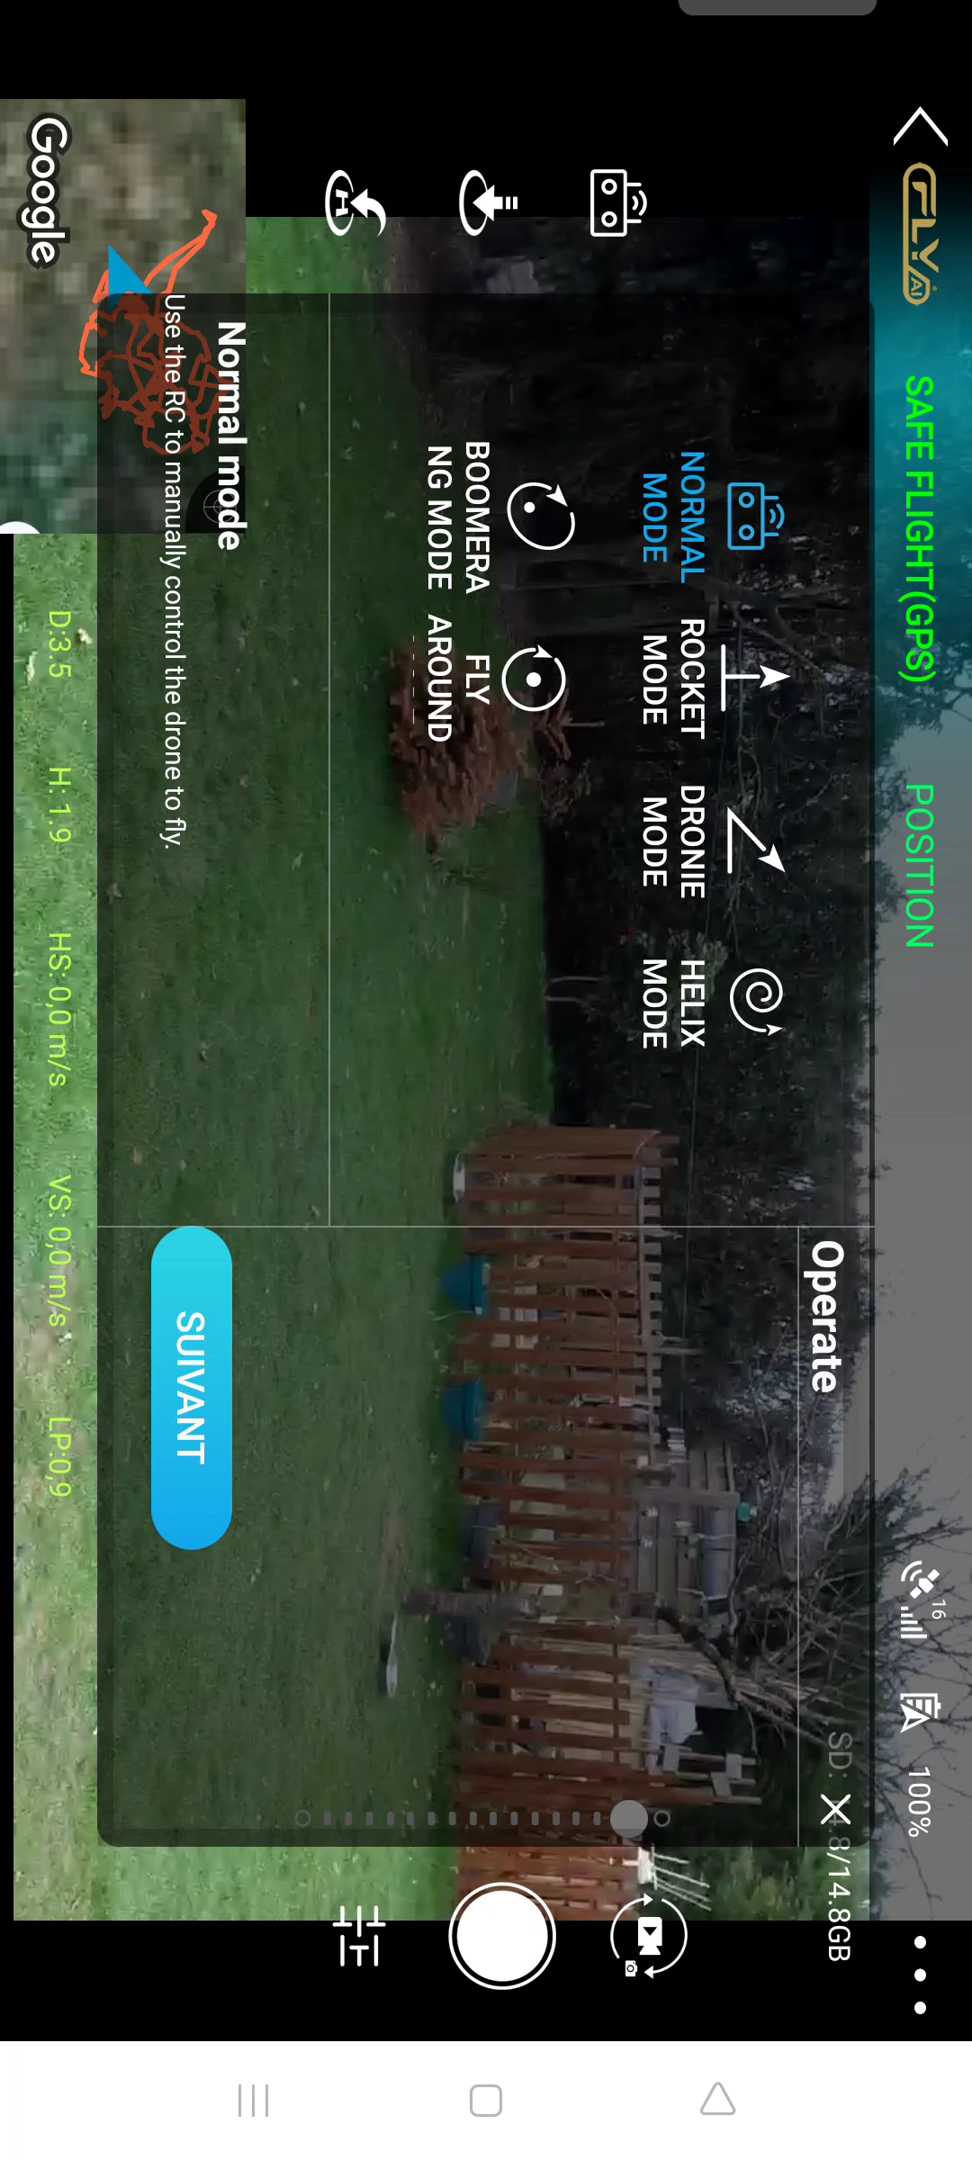 CFLY AI
SAFE FLIGHT(GPS)
POSITION
16
100%
SD: 
/14.8GB
Operate
NORMAL
MODE
ROCKET
MODE
DRONIE
MODE
HELIX
MODE
BOOMERA
NG MODE
FLY
AROUND
Normal mode
Use the RC to manually control the drone to fly.
SUIVANT
Google
D:3.5
H:1.9
HS:0,0 m/s
VS: 0,0 m/s
LP:0,9